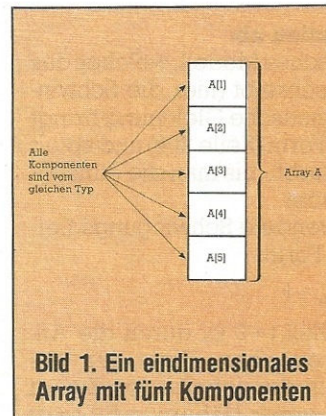 A[1]
A[2]
Alle
Komponenten
sind vom
gleichen Typ
A[3]
Array A
A[4]
A[5]
Bild 1. Ein eindimensionales
Array mit fünf Komponenten